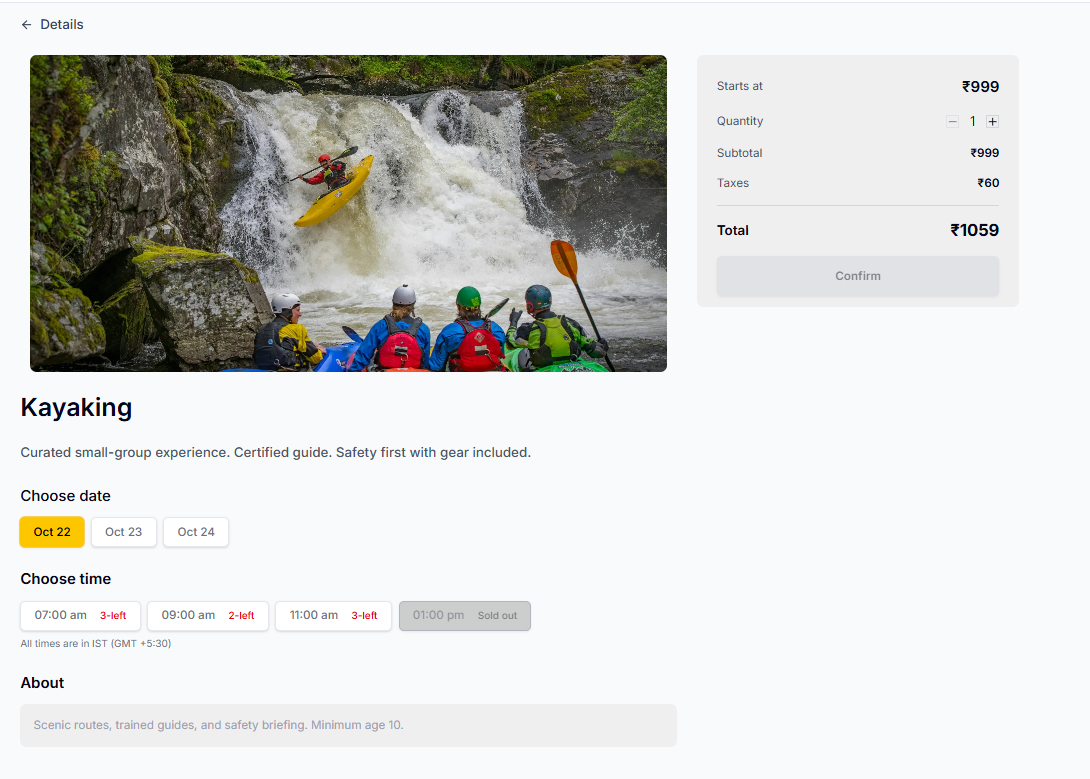 ← Details
Starts at ₹999
Quantity − 1 +
Subtotal ₹999
Taxes ₹60
Total ₹1059
Confirm
Kayaking
Curated small-group experience. Certified guide. Safety first with gear included.
Choose date
Oct 22 Oct 23 Oct 24
Choose time
07:00 am 3-left 09:00 am 2-left 11:00 am 3-left 01:00 pm Sold out
All times are in IST (GMT +5:30)
About
Scenic routes, trained guides, and safety briefing. Minimum age 10.